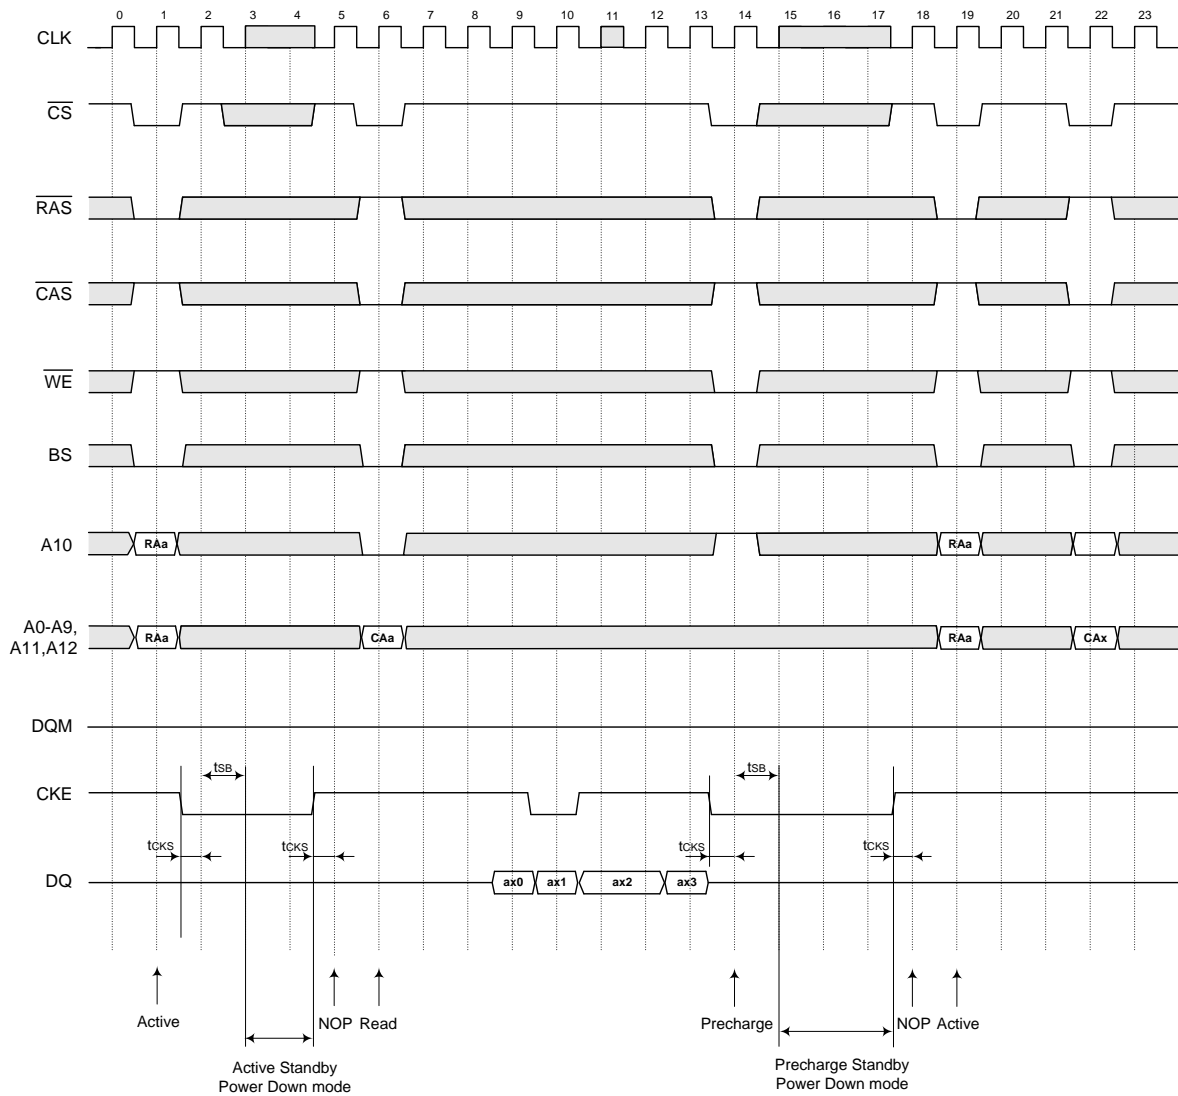 0 1 2 3 4 5 6 7 8 9 10 11 12 13 14 15 16 17 18 19 20 21 22 23
CLK
CS
RAS
CAS
WE
BS
A10 RAa RAa
A0-A9,
A11,A12 RAa CAa RAa CAx
DQM
tSB tSB
CKE
tCKS tCKS tCKS tCKS
DQ ax0 ax1 ax2 ax3
Active NOP Read Precharge NOP Active
Active Standby
Power Down mode
Precharge Standby
Power Down mode